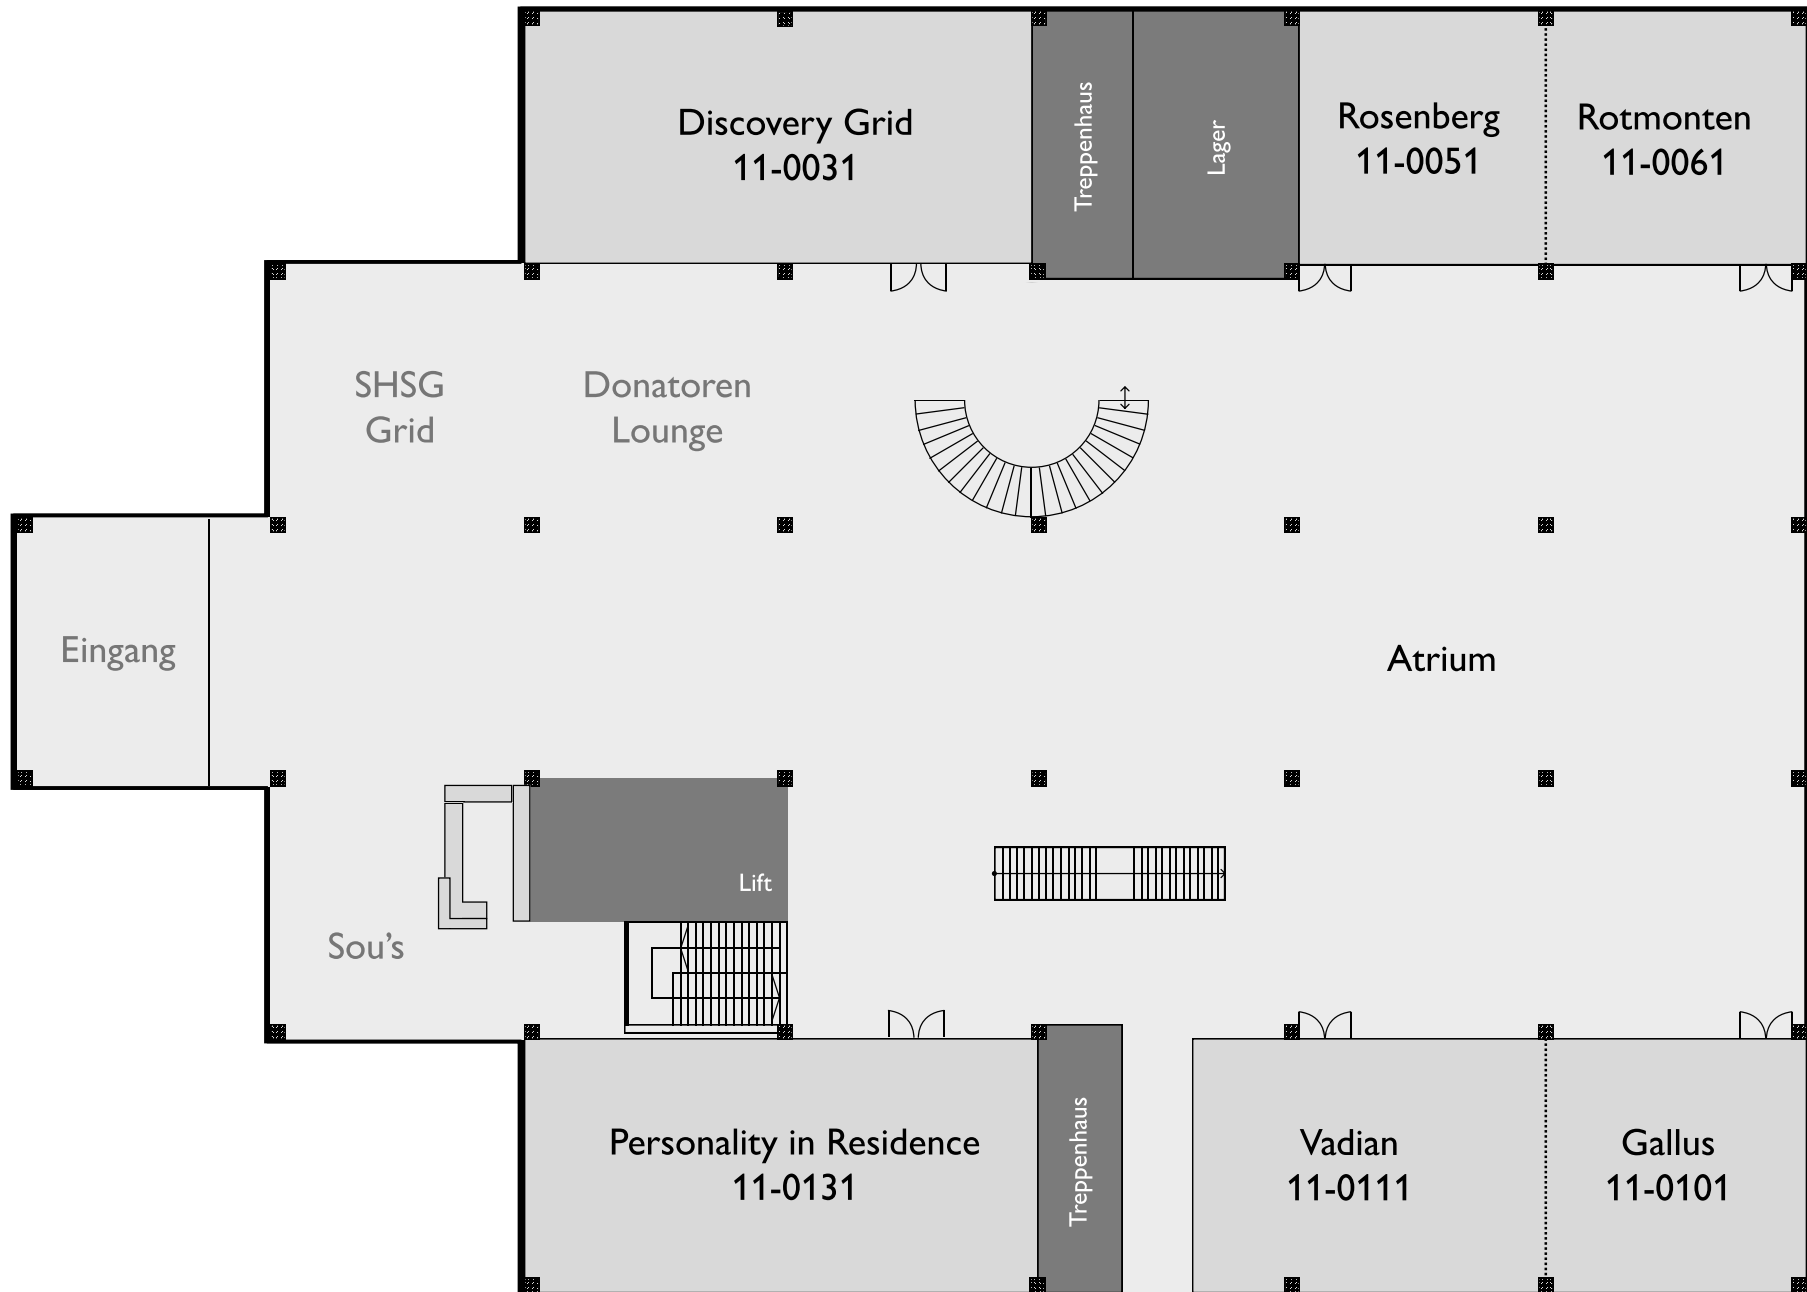 Discovery Grid
11-0031
Treppenhaus
Lager
Rosenberg
11-0051
Rotmonten
11-0061
SHSG
Grid
Donatoren
Lounge
Eingang
Atrium
Lift
Sou's
Personality in Residence
11-0131
Treppenhaus
Vadian
11-0111
Gallus
11-0101